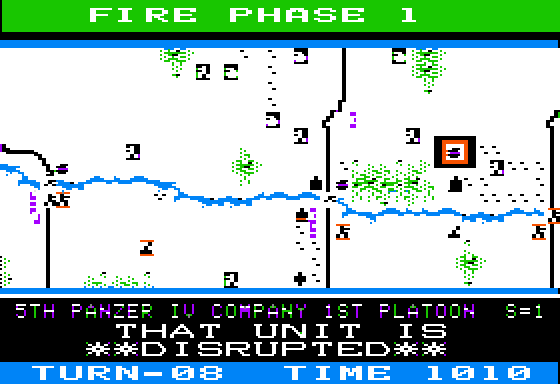 FIRE PHASE 1
5TH PANZER IV COMPANY 1ST PLATOON S=1
THAT UNIT IS
**DISRUPTED**
TURN-08 TIME 1010